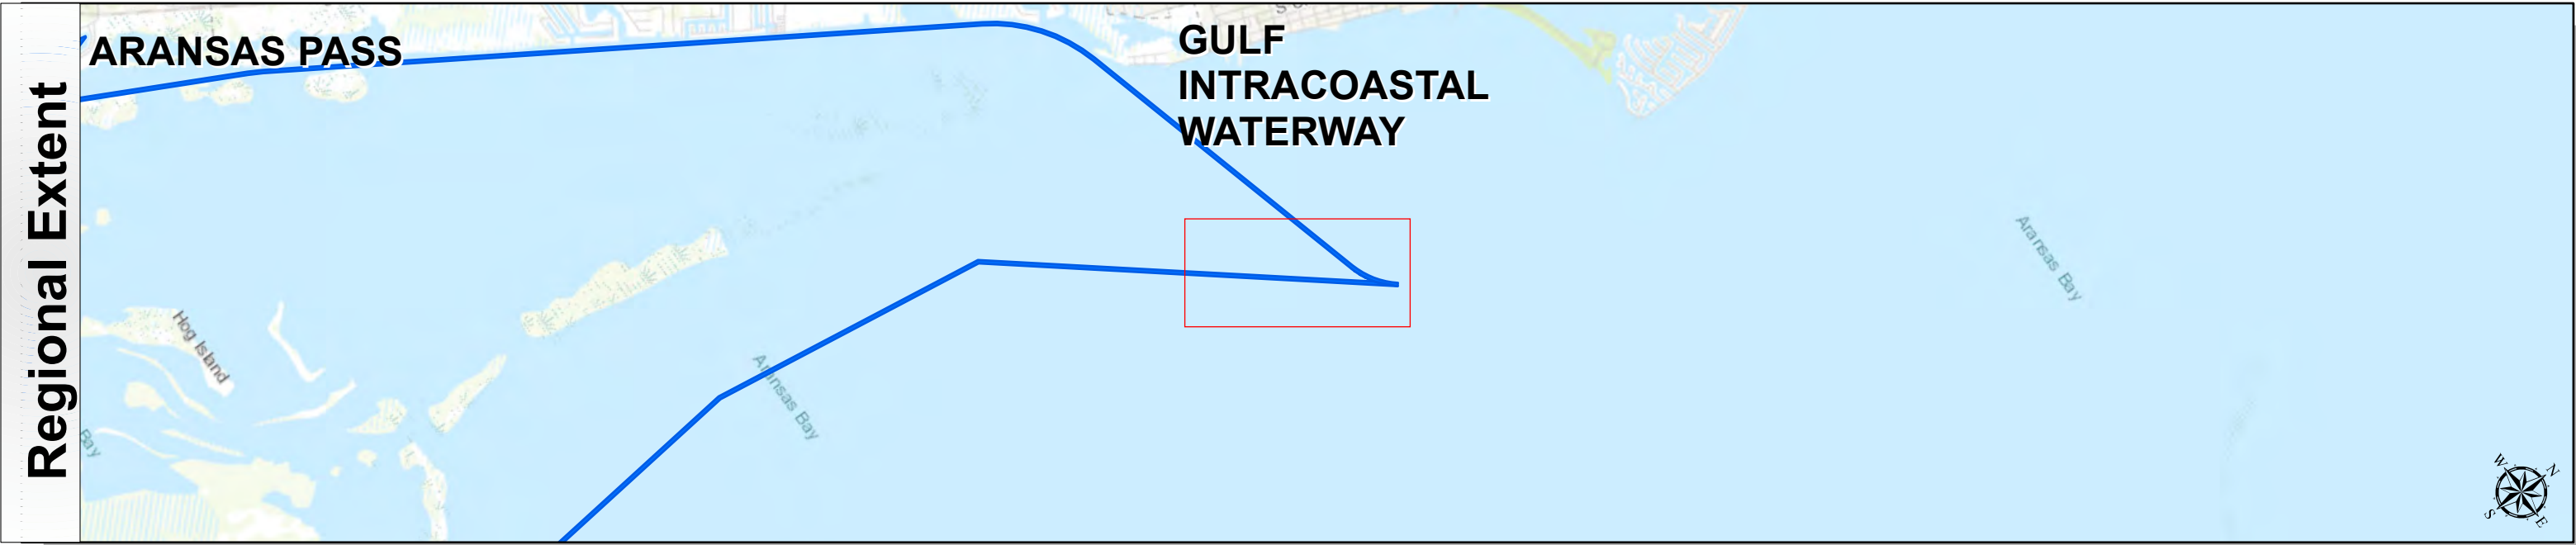 Regional Extent
ARANSAS PASS
GULF
INTRACOASTAL
WATERWAY
Aransas Bay
Hog Island
Aransas Bay
Bay
W
N
S
E